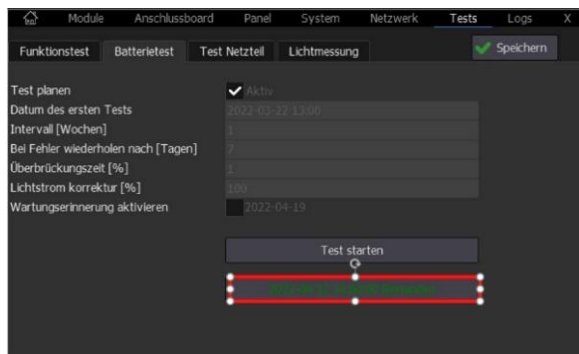 Module Anschlussboard Panel System Netzwerk Tests Logs X
Funktionstest Batterietest Test Netzteil Lichtmessung Speichern
Test planen Aktiv
Datum des ersten Tests 2022-03-22 13:00
Intervall [Wochen] 1
Bei Fehler wiederholen nach [Tagen] 7
Überbrückungszeit [%] 1
Lichtstrom korrektur [%] 100
Wartungserinnerung aktivieren 2022-04-19
Test starten